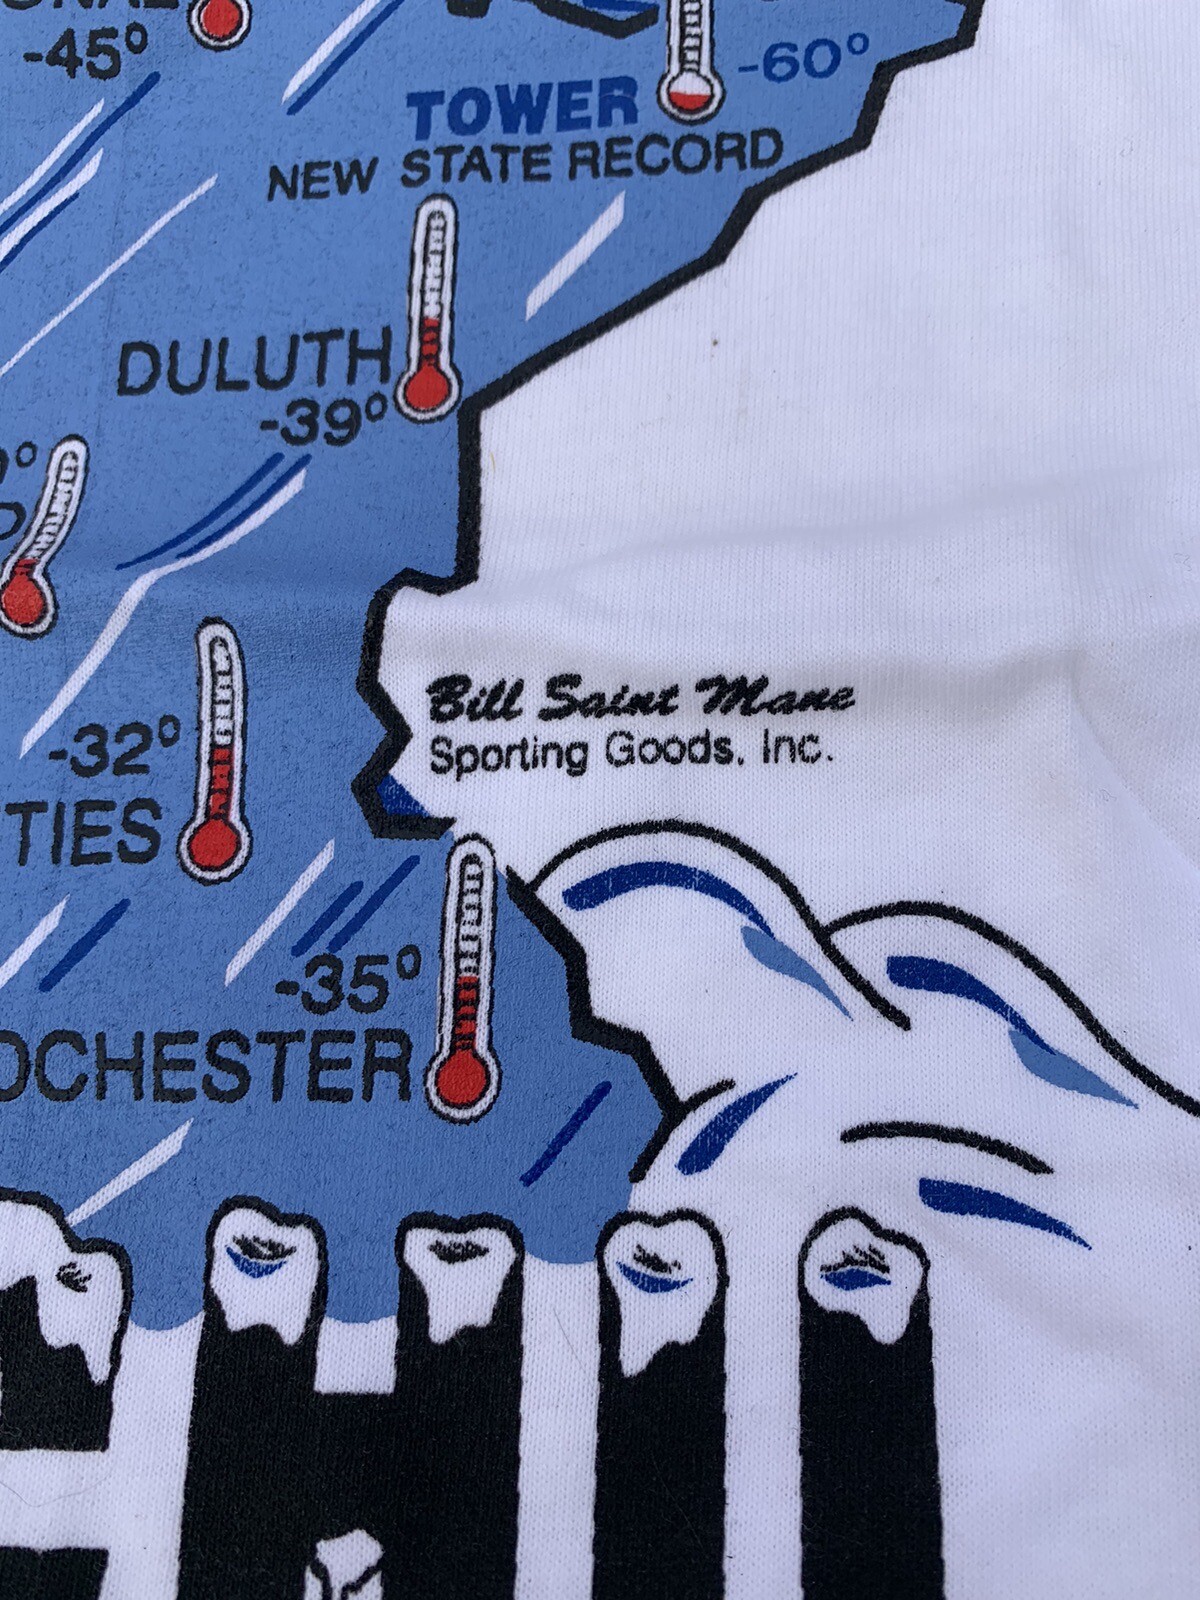 -45°
-60°
TOWER
NEW STATE RECORD
DULUTH
-39°
Bill Saint Mane
Sporting Goods, Inc.
-32°
TIES
-35°
OCHESTER